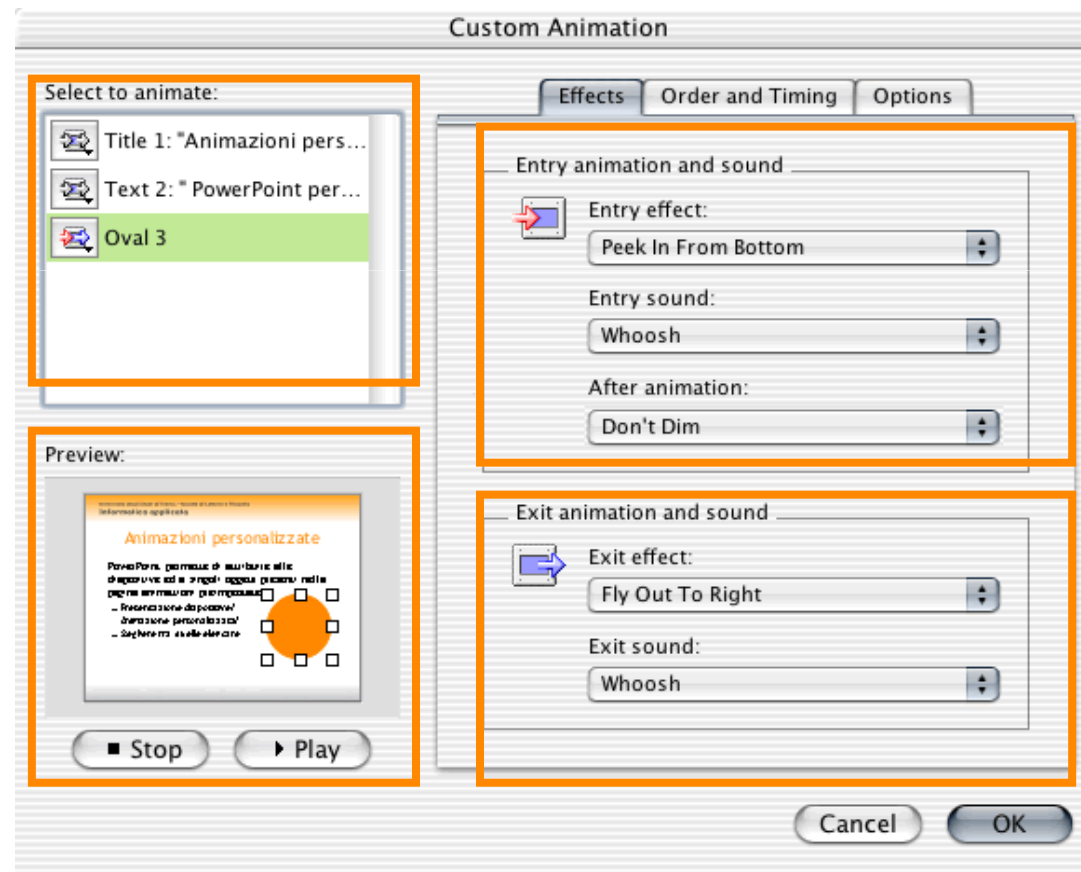 Custom Animation
Select to animate:
Title 1: "Animazioni pers...
Text 2: " PowerPoint per...
Oval 3
Effects
Order and Timing
Options
Entry animation and sound
Entry effect:
Peek In From Bottom
Entry sound:
Whoosh
After animation:
Don't Dim
Preview:
Informatica applicata
Animazioni personalizzate
Stop
Play
Exit animation and sound
Exit effect:
Fly Out To Right
Exit sound:
Whoosh
Cancel
OK